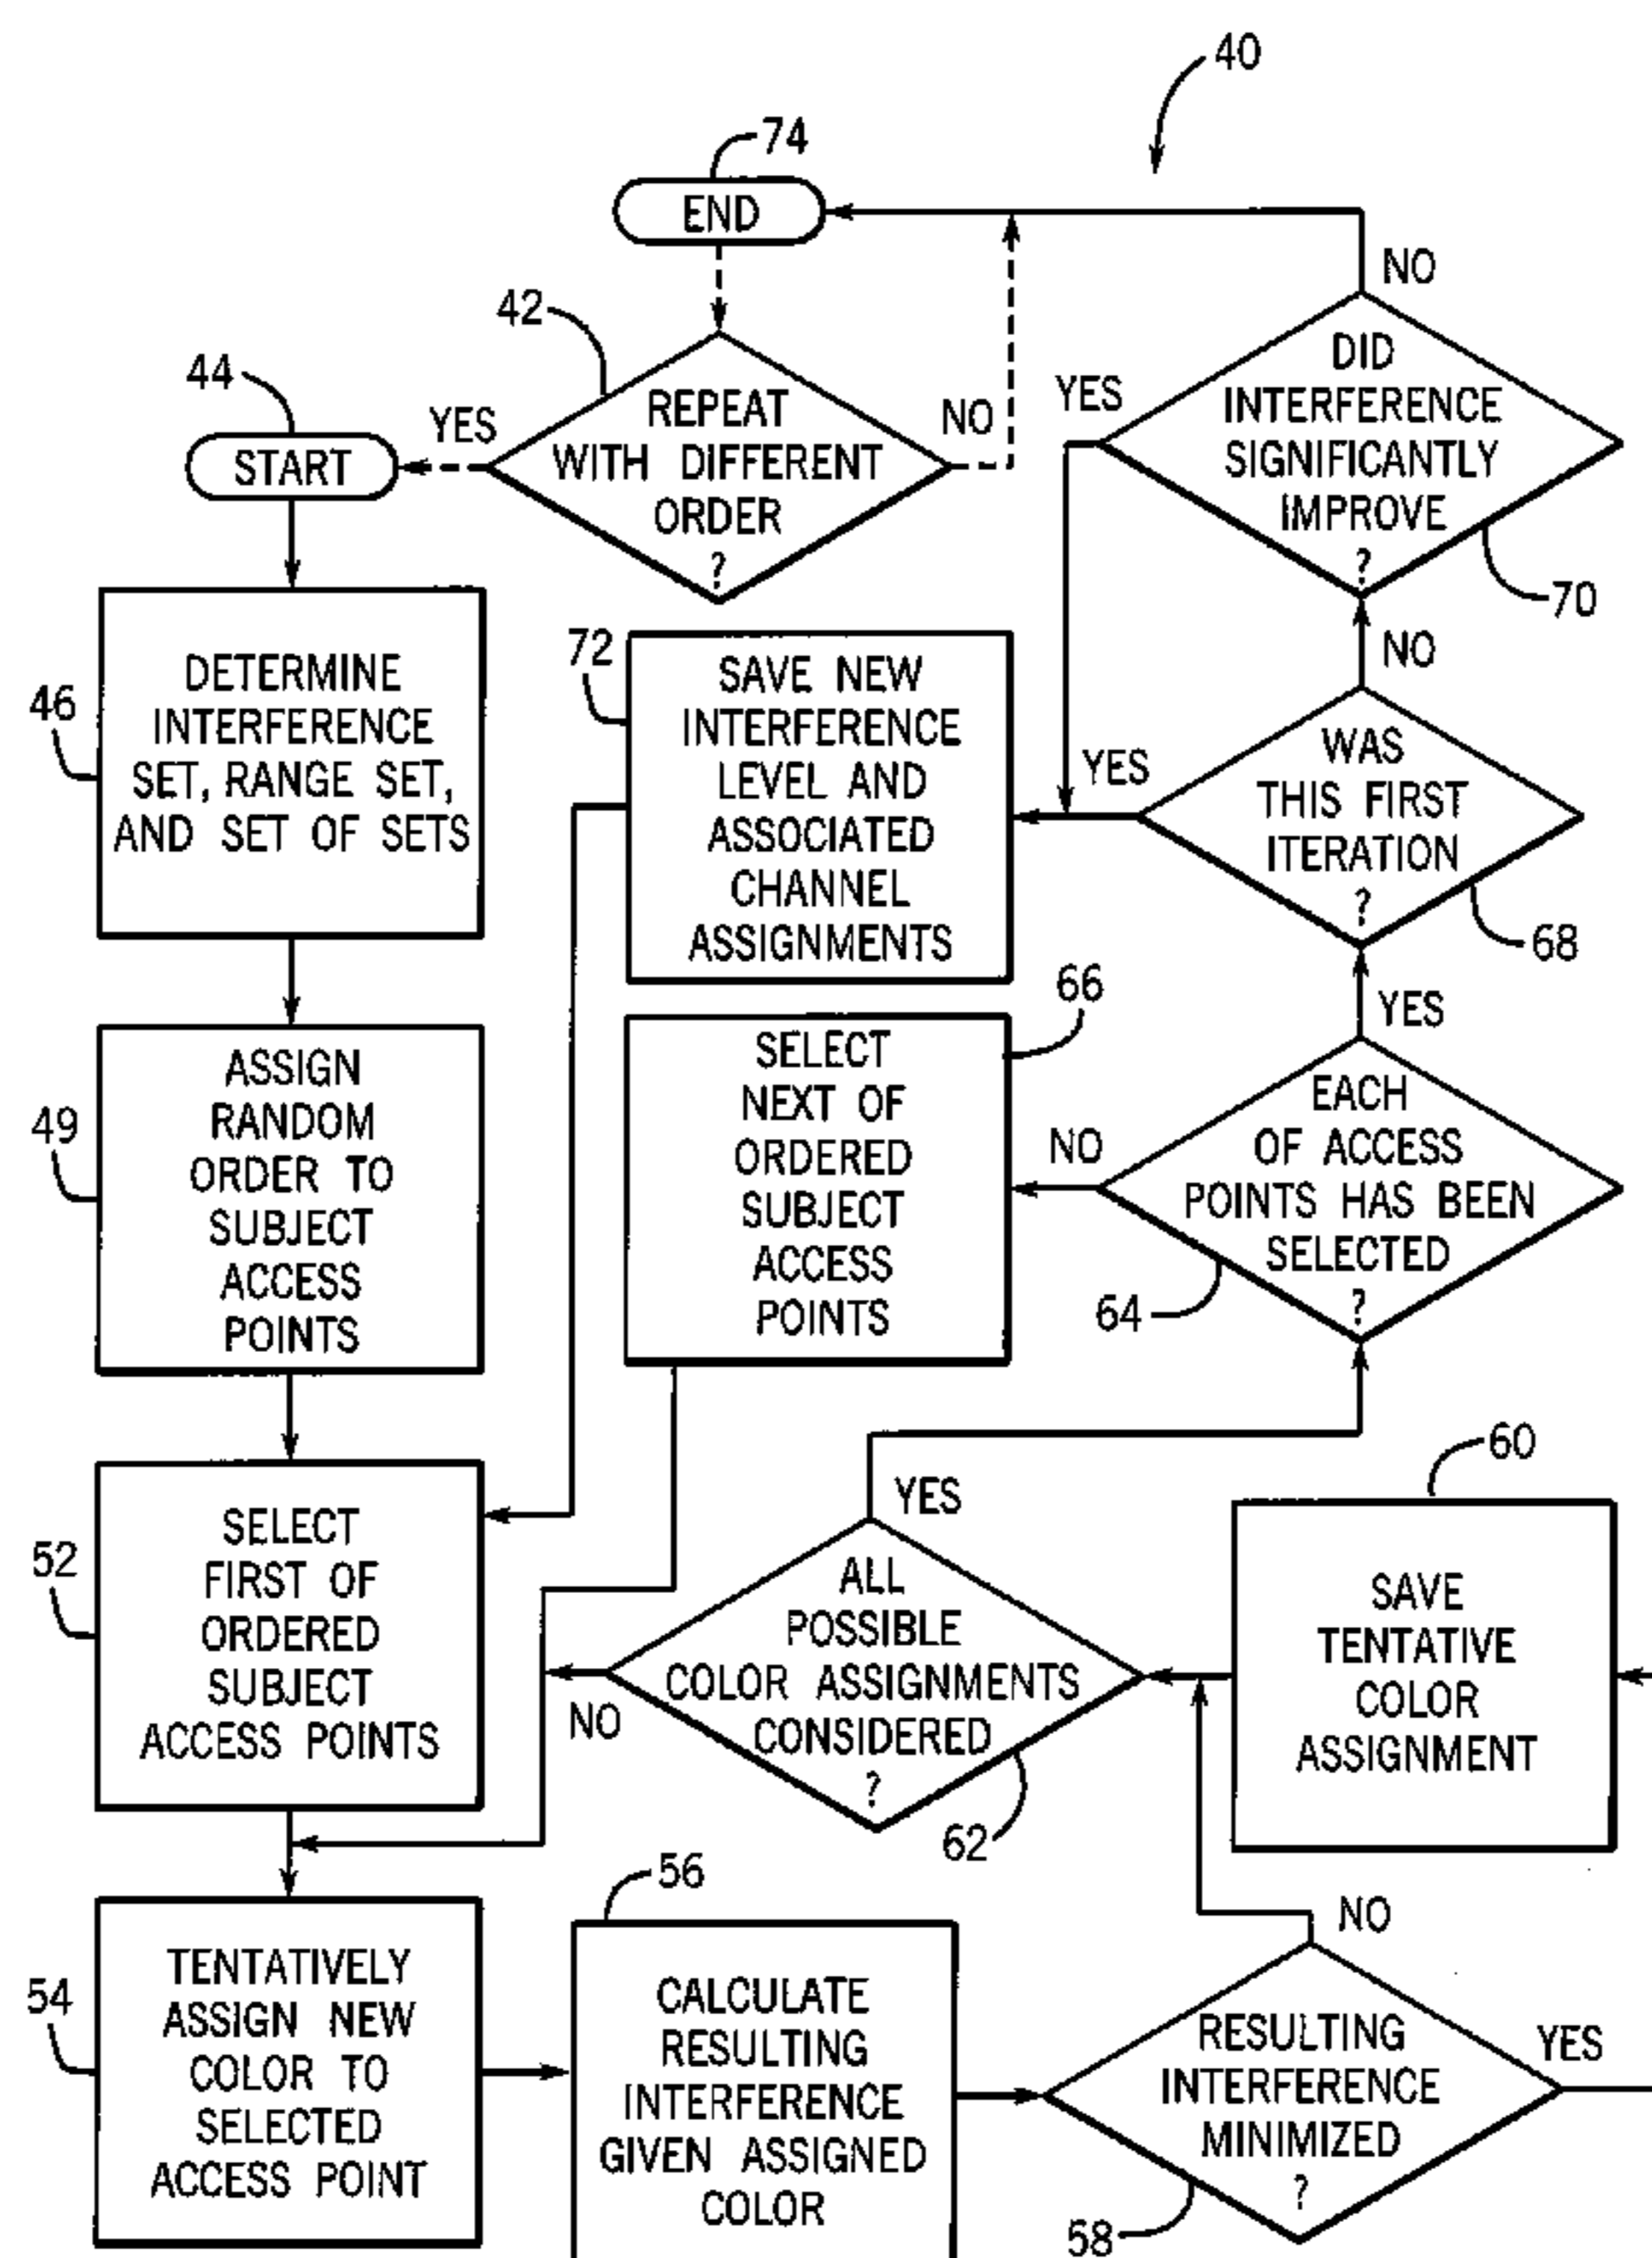 40
74
END
NO
42
44
YES
START
REPEAT
WITH DIFFERENT
ORDER
?
NO
YES
DID
INTERFERENCE
SIGNIFICANTLY
IMPROVE
?
70
46
DETERMINE
INTERFERENCE
SET, RANGE SET,
AND SET OF SETS
72
SAVE NEW
INTERFERENCE
LEVEL AND
ASSOCIATED
CHANNEL
ASSIGNMENTS
NO
YES
WAS
THIS FIRST
ITERATION
?
68
49
ASSIGN
RANDOM
ORDER TO
SUBJECT
ACCESS
POINTS
66
SELECT
NEXT OF
ORDERED
SUBJECT
ACCESS
POINTS
YES
NO
EACH
OF ACCESS
POINTS HAS BEEN
SELECTED
?
64
52
SELECT
FIRST OF
ORDERED
SUBJECT
ACCESS POINTS
YES
NO
ALL
POSSIBLE
COLOR ASSIGNMENTS
CONSIDERED
?
62
60
SAVE
TENTATIVE
COLOR
ASSIGNMENT
54
TENTATIVELY
ASSIGN NEW
COLOR TO
SELECTED
ACCESS POINT
56
CALCULATE
RESULTING
INTERFERENCE
GIVEN ASSIGNED
COLOR
NO
RESULTING
INTERFERENCE
MINIMIZED
?
YES
58